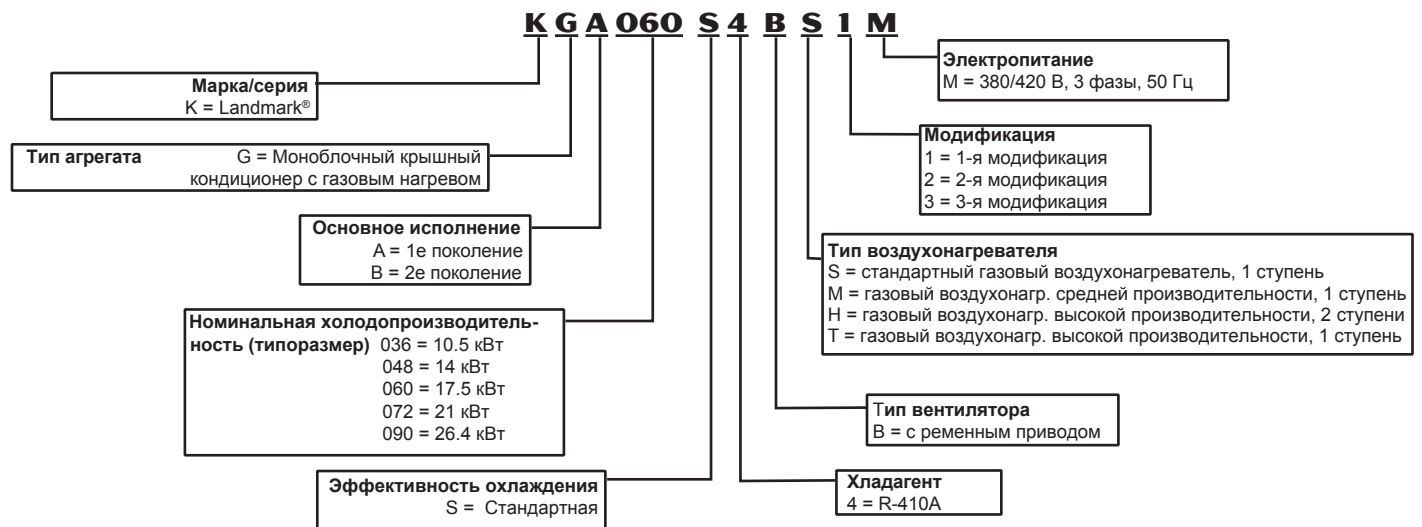 K G A 060 S 4 B S 1 M
Марка/серия
K = Landmark®
Тип агрегата G = Моноблочный крышный
кондиционер с газовым нагревом
Основное исполнение
A = 1е поколение
B = 2е поколение
Номинальная холодопроизводитель-
ность (типоразмер) 036 = 10.5 кВт
048 = 14 кВт
060 = 17.5 кВт
072 = 21 кВт
090 = 26.4 кВт
Эффективность охлаждения
S = Стандартная
Электропитание
M = 380/420 В, 3 фазы, 50 Гц
Модификация
1 = 1-я модификация
2 = 2-я модификация
3 = 3-я модификация
Тип воздухонагревателя
S = стандартный газовый воздухонагреватель, 1 ступень
M = газовый воздухонагр. средней производительности, 1 ступень
H = газовый воздухонагр. высокой производительности, 2 ступени
T = газовый воздухонагр. высокой производительности, 1 ступень
Тип вентилятора
B = с ременным приводом
Хладагент
4 = R-410A